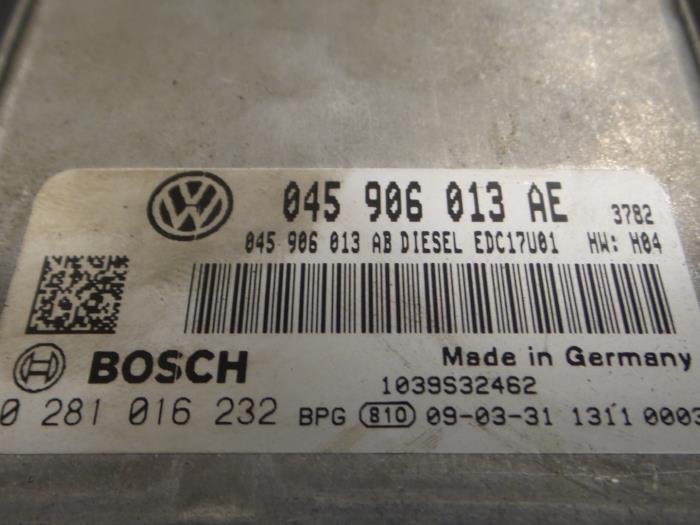 045 906 013 AE 3782
045 906 013 AB DIESEL EDC17U01 HW: H04
BOSCH Made in Germany
1039S32462
0 281 016 232 BPG 810 09-03-31 1311 0003